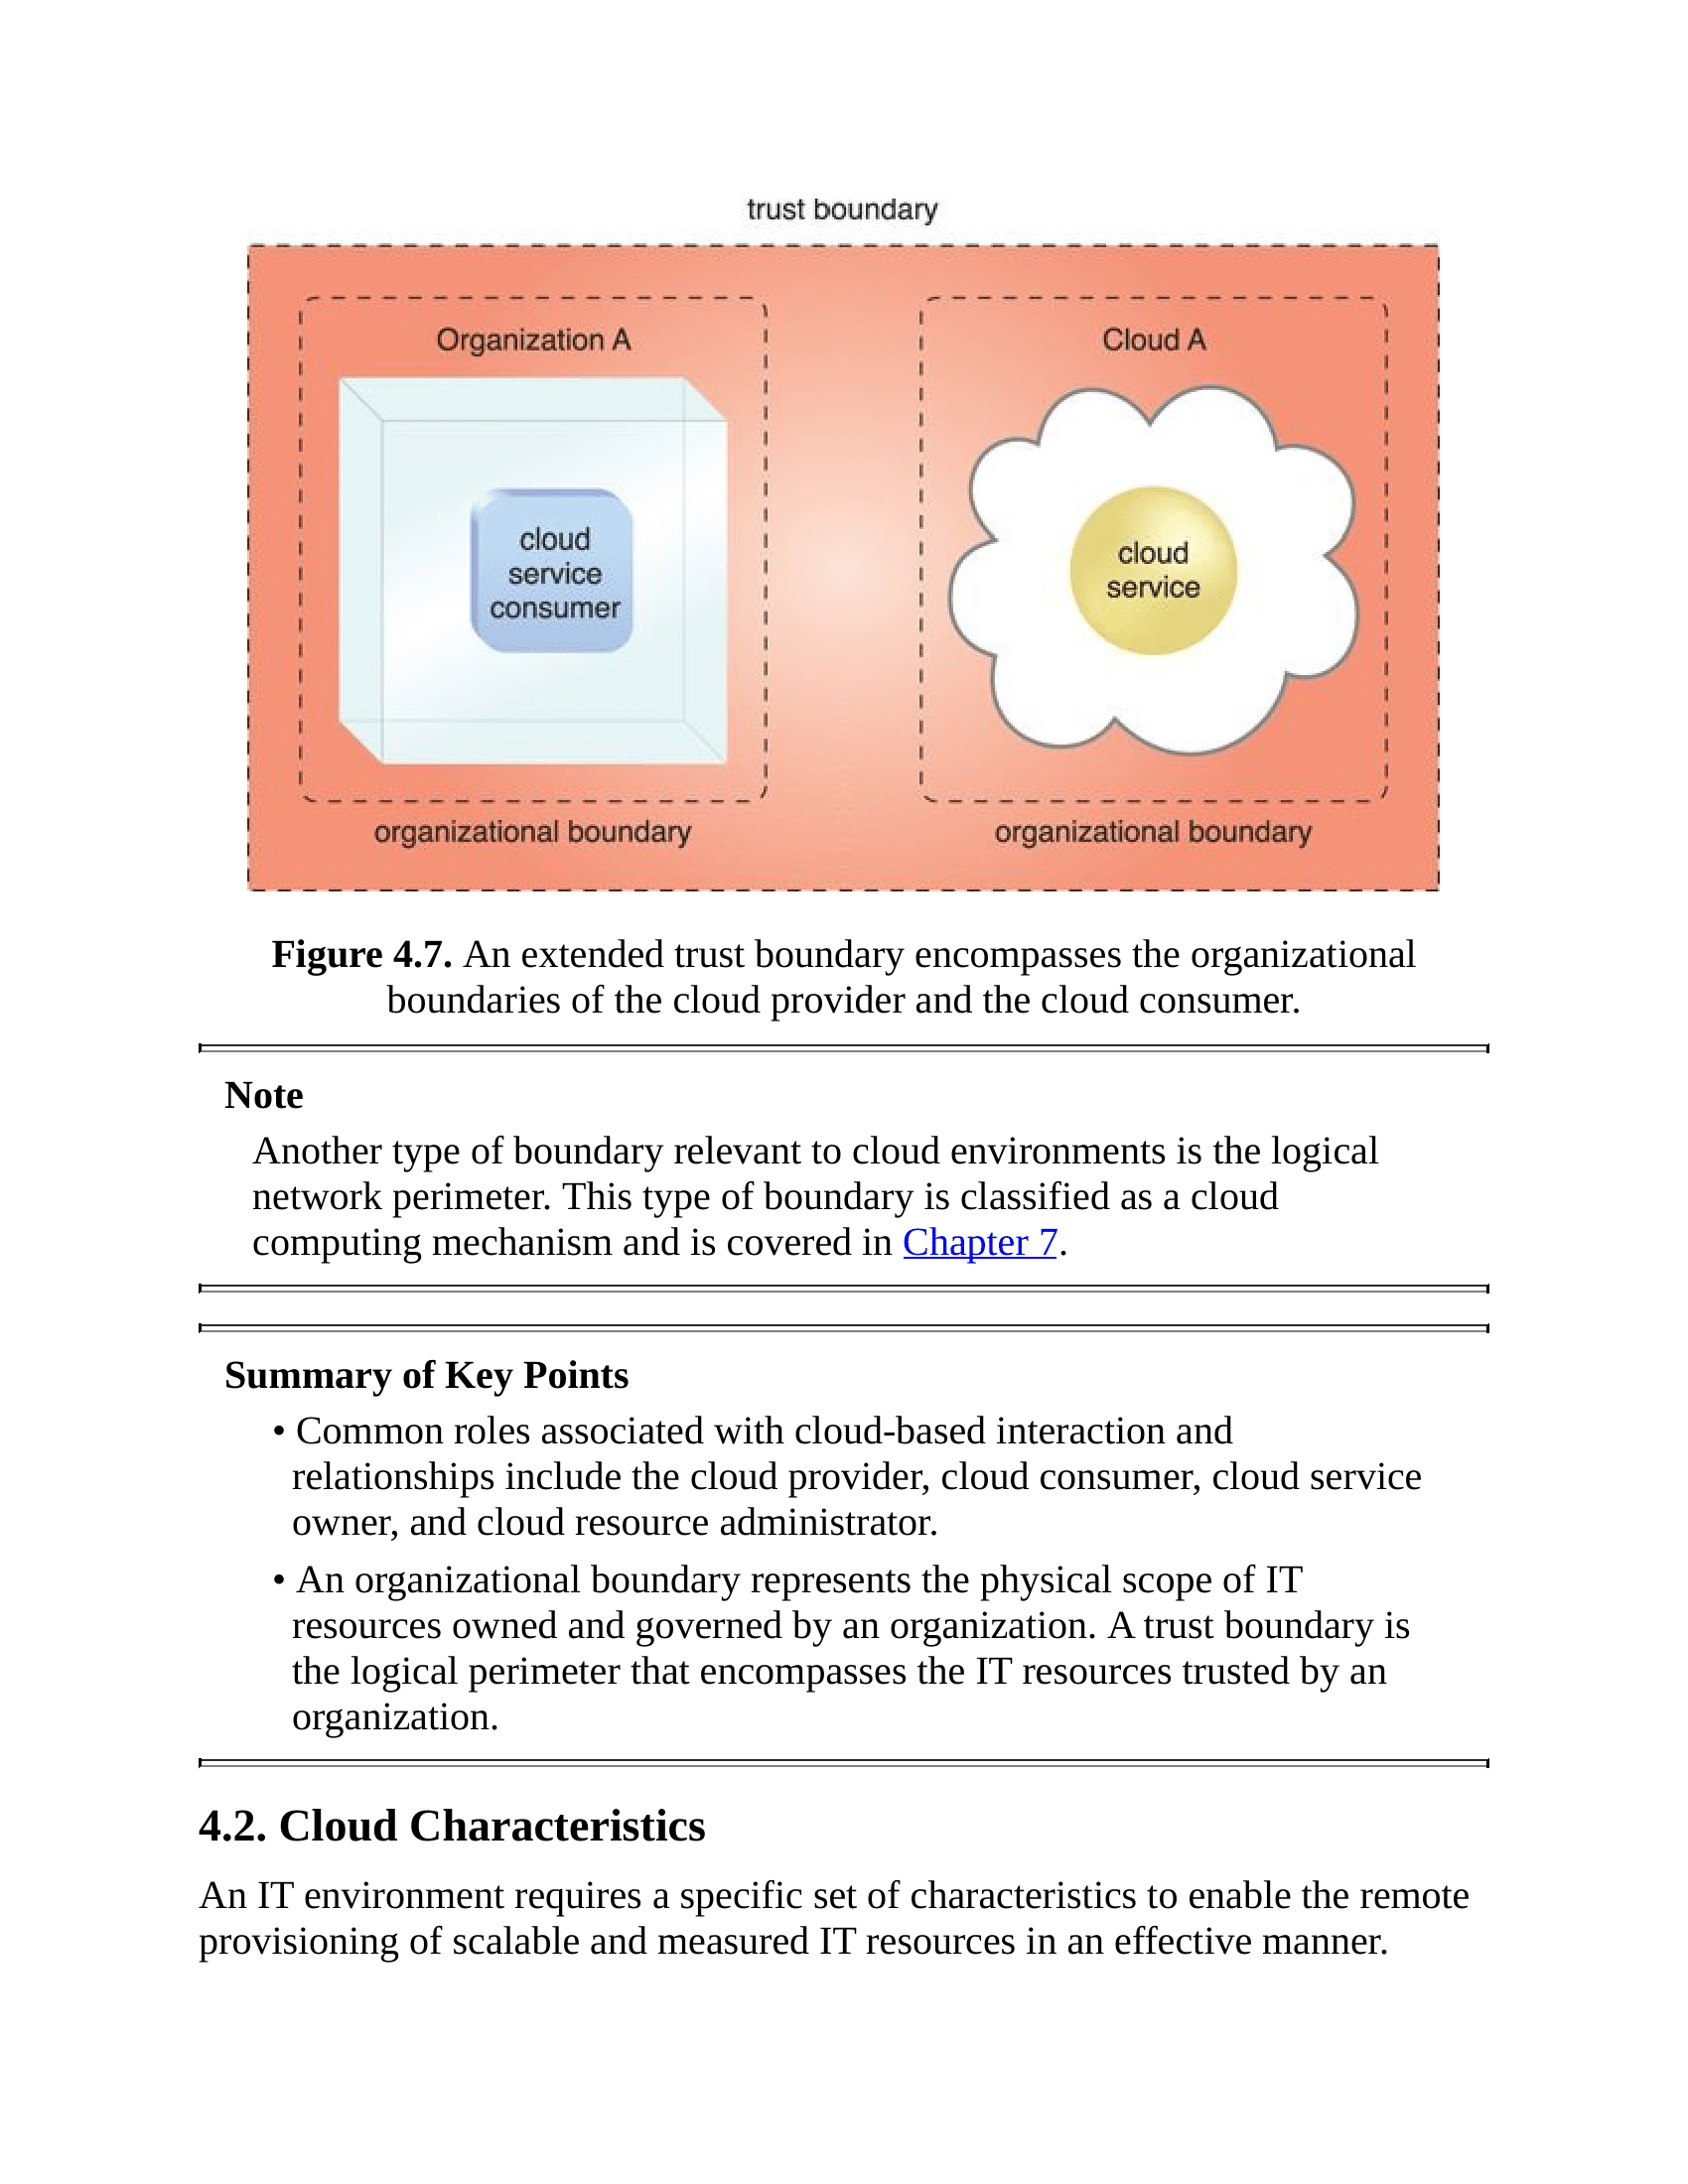 trust boundary
Organization A
cloud
service
consumer
organizational boundary
Cloud A
cloud
service
organizational boundary
Figure 4.7. An extended trust boundary encompasses the organizational
boundaries of the cloud provider and the cloud consumer.
Note
Another type of boundary relevant to cloud environments is the logical
network perimeter. This type of boundary is classified as a cloud
computing mechanism and is covered in Chapter 7.
Summary of Key Points
• Common roles associated with cloud-based interaction and
relationships include the cloud provider, cloud consumer, cloud service
owner, and cloud resource administrator.
• An organizational boundary represents the physical scope of IT
resources owned and governed by an organization. A trust boundary is
the logical perimeter that encompasses the IT resources trusted by an
organization.
4.2. Cloud Characteristics
An IT environment requires a specific set of characteristics to enable the remote
provisioning of scalable and measured IT resources in an effective manner.